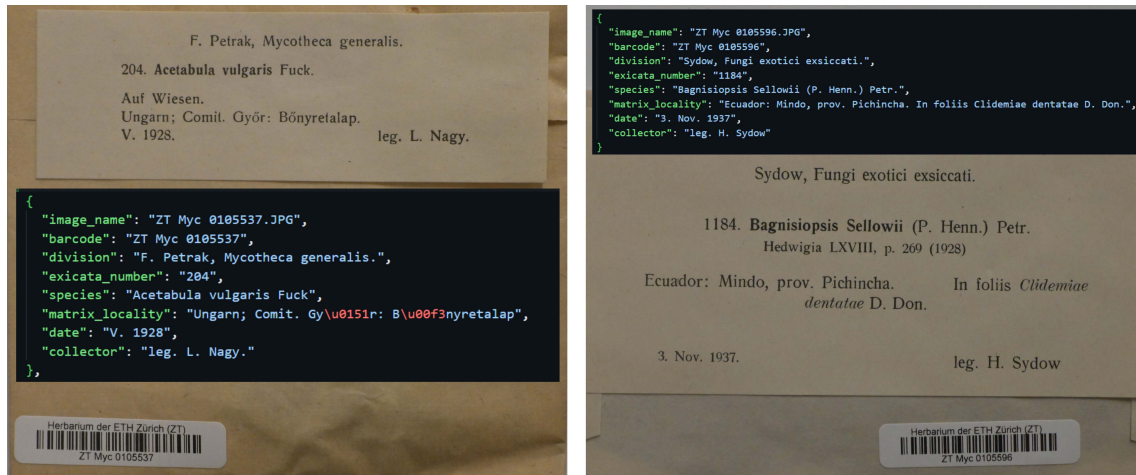 F. Petrak, Mycotheca generalis.
204. Acetabula vulgaris Fuck.
Auf Wiesen.
Ungarn; Comit. Győr: Bőnyretalap.
V. 1928. leg. L. Nagy.
{
"image_name": "ZT Myc 0105537.JPG",
"barcode": "ZT Myc 0105537",
"division": "F. Petrak, Mycotheca generalis.",
"exicata_number": "204",
"species": "Acetabula vulgaris Fuck",
"matrix_locality": "Ungarn; Comit. Gy\u0151r: B\u00f3nyretalap",
"date": "V. 1928",
"collector": "leg. L. Nagy."
},
Herbarium der ETH Zürich (ZT)
ZT Myc 0105537
{
"image_name": "ZT Myc 0105596.JPG",
"barcode": "ZT Myc 0105596",
"division": "Sydow, Fungi exotici exsiccati.",
"exicata_number": "1184",
"species": "Bagnisiopsis Sellowii (P. Henn.) Petr.",
"matrix_locality": "Ecuador: Mindo, prov. Pichincha. In foliis Clidemiae dentatae D. Don.",
"date": "3. Nov. 1937",
"collector": "leg. H. Sydow"
}
Sydow, Fungi exotici exsiccati.
1184. Bagnisiopsis Sellowii (P. Henn.) Petr.
Hedwigia LXVIII, p. 269 (1928)
Ecuador: Mindo, prov. Pichincha. In foliis Clidemiae
dentatae D. Don.
3. Nov. 1937. leg. H. Sydow
Herbarium der ETH Zürich (ZT)
ZT Myc 0105596